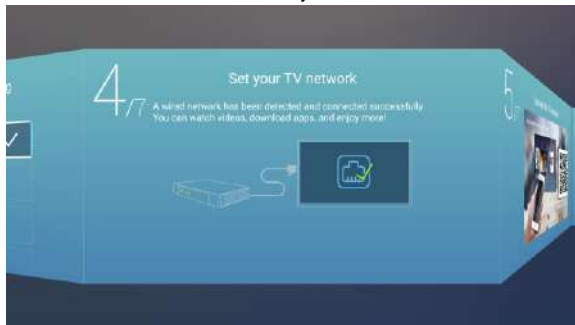 4/7
Set your TV network
A wired network has been detected and connected successfully
You can watch videos, download apps, and enjoy more!
5